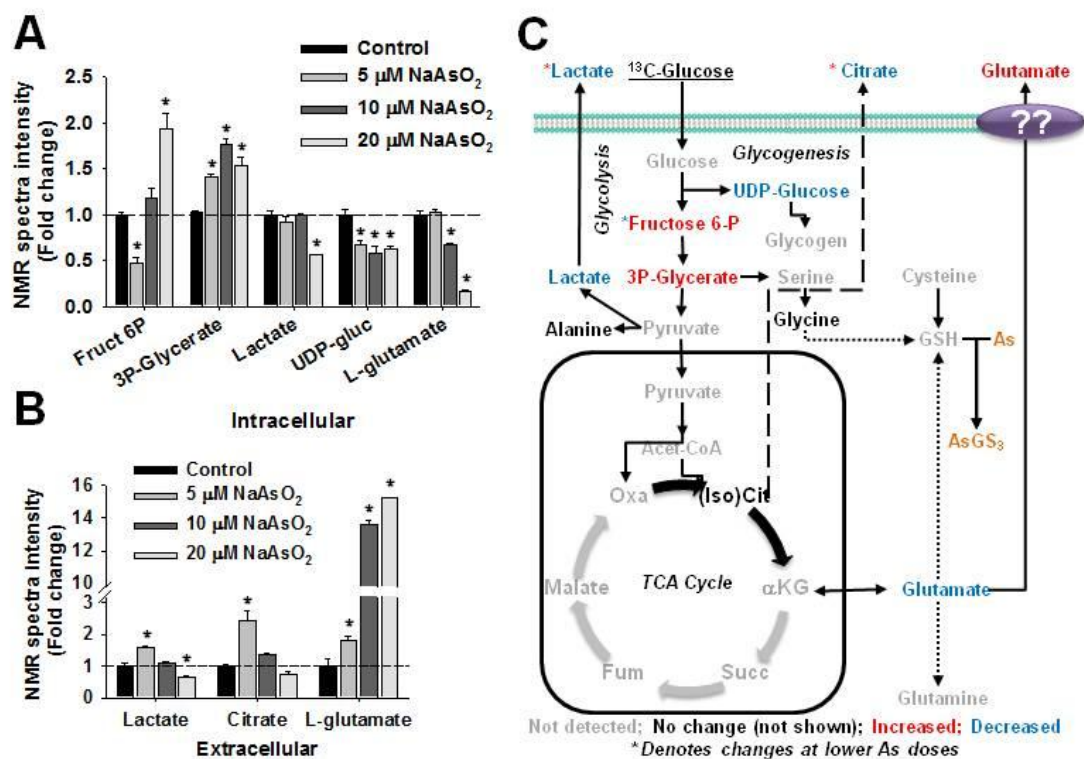 A
Control
5 μM NaAsO2
10 μM NaAsO2
20 μM NaAsO2
NMR spectra intensity
(Fold change)
2.5
2.0
1.5
1.0
0.5
0.0
* * * * * * * * * * *
Fruct 6P
3P-Glycerate
Lactate
UDP-gluc
L-glutamate
Intracellular
B
Control
5 μM NaAsO2
10 μM NaAsO2
20 μM NaAsO2
NMR spectra Intensity
(Fold change)
16
14
12
10
3
2
1
0
* * * * * *
Lactate
Citrate
L-glutamate
Extracellular
C
*Lactate
13C-Glucose
* Citrate
Glutamate
??
Glucose
Glycogenesis
Glycolysis
UDP-Glucose
*Fructose 6-P
Glycogen
Lactate
3P-Glycerate
Serine
Cysteine
Alanine
Pyruvate
Glycine
GSH
As
Pyruvate
AsGS3
Acet-CoA
Oxa
(Iso)Cit
Malate
TCA Cycle
αKG
Glutamate
Fum
Succ
Glutamine
Not detected; No change (not shown); Increased; Decreased
*Denotes changes at lower As doses